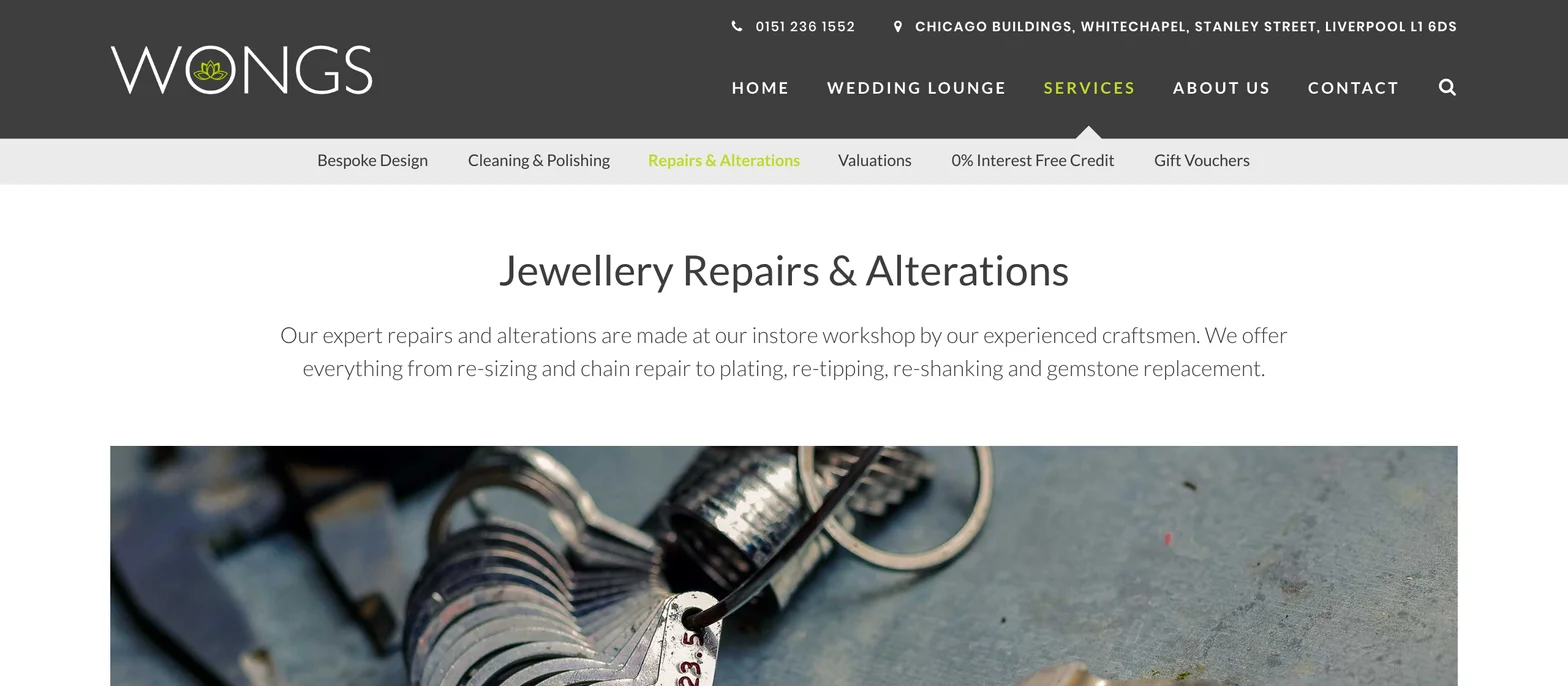 0151 236 1552
CHICAGO BUILDINGS, WHITECHAPEL, STANLEY STREET, LIVERPOOL L1 6DS
WONGS
HOME WEDDING LOUNGE SERVICES ABOUT US CONTACT
Bespoke Design Cleaning & Polishing Repairs & Alterations Valuations 0% Interest Free Credit Gift Vouchers
Jewellery Repairs & Alterations
Our expert repairs and alterations are made at our instore workshop by our experienced craftsmen. We offer
everything from re-sizing and chain repair to plating, re-tipping, re-shanking and gemstone replacement.
23.5